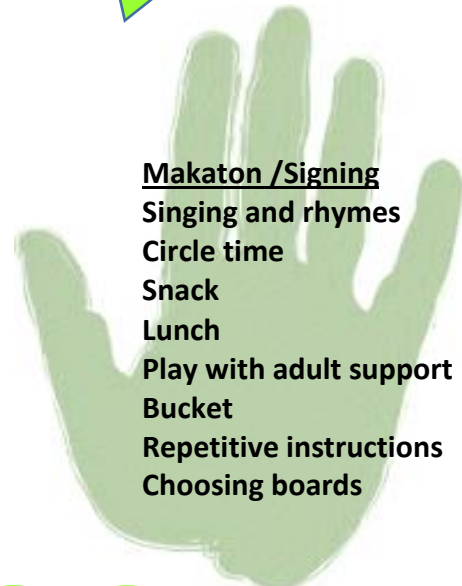 Makaton /Signing
Singing and rhymes
Circle time
Snack
Lunch
Play with adult support
Bucket
Repetitive instructions
Choosing boards